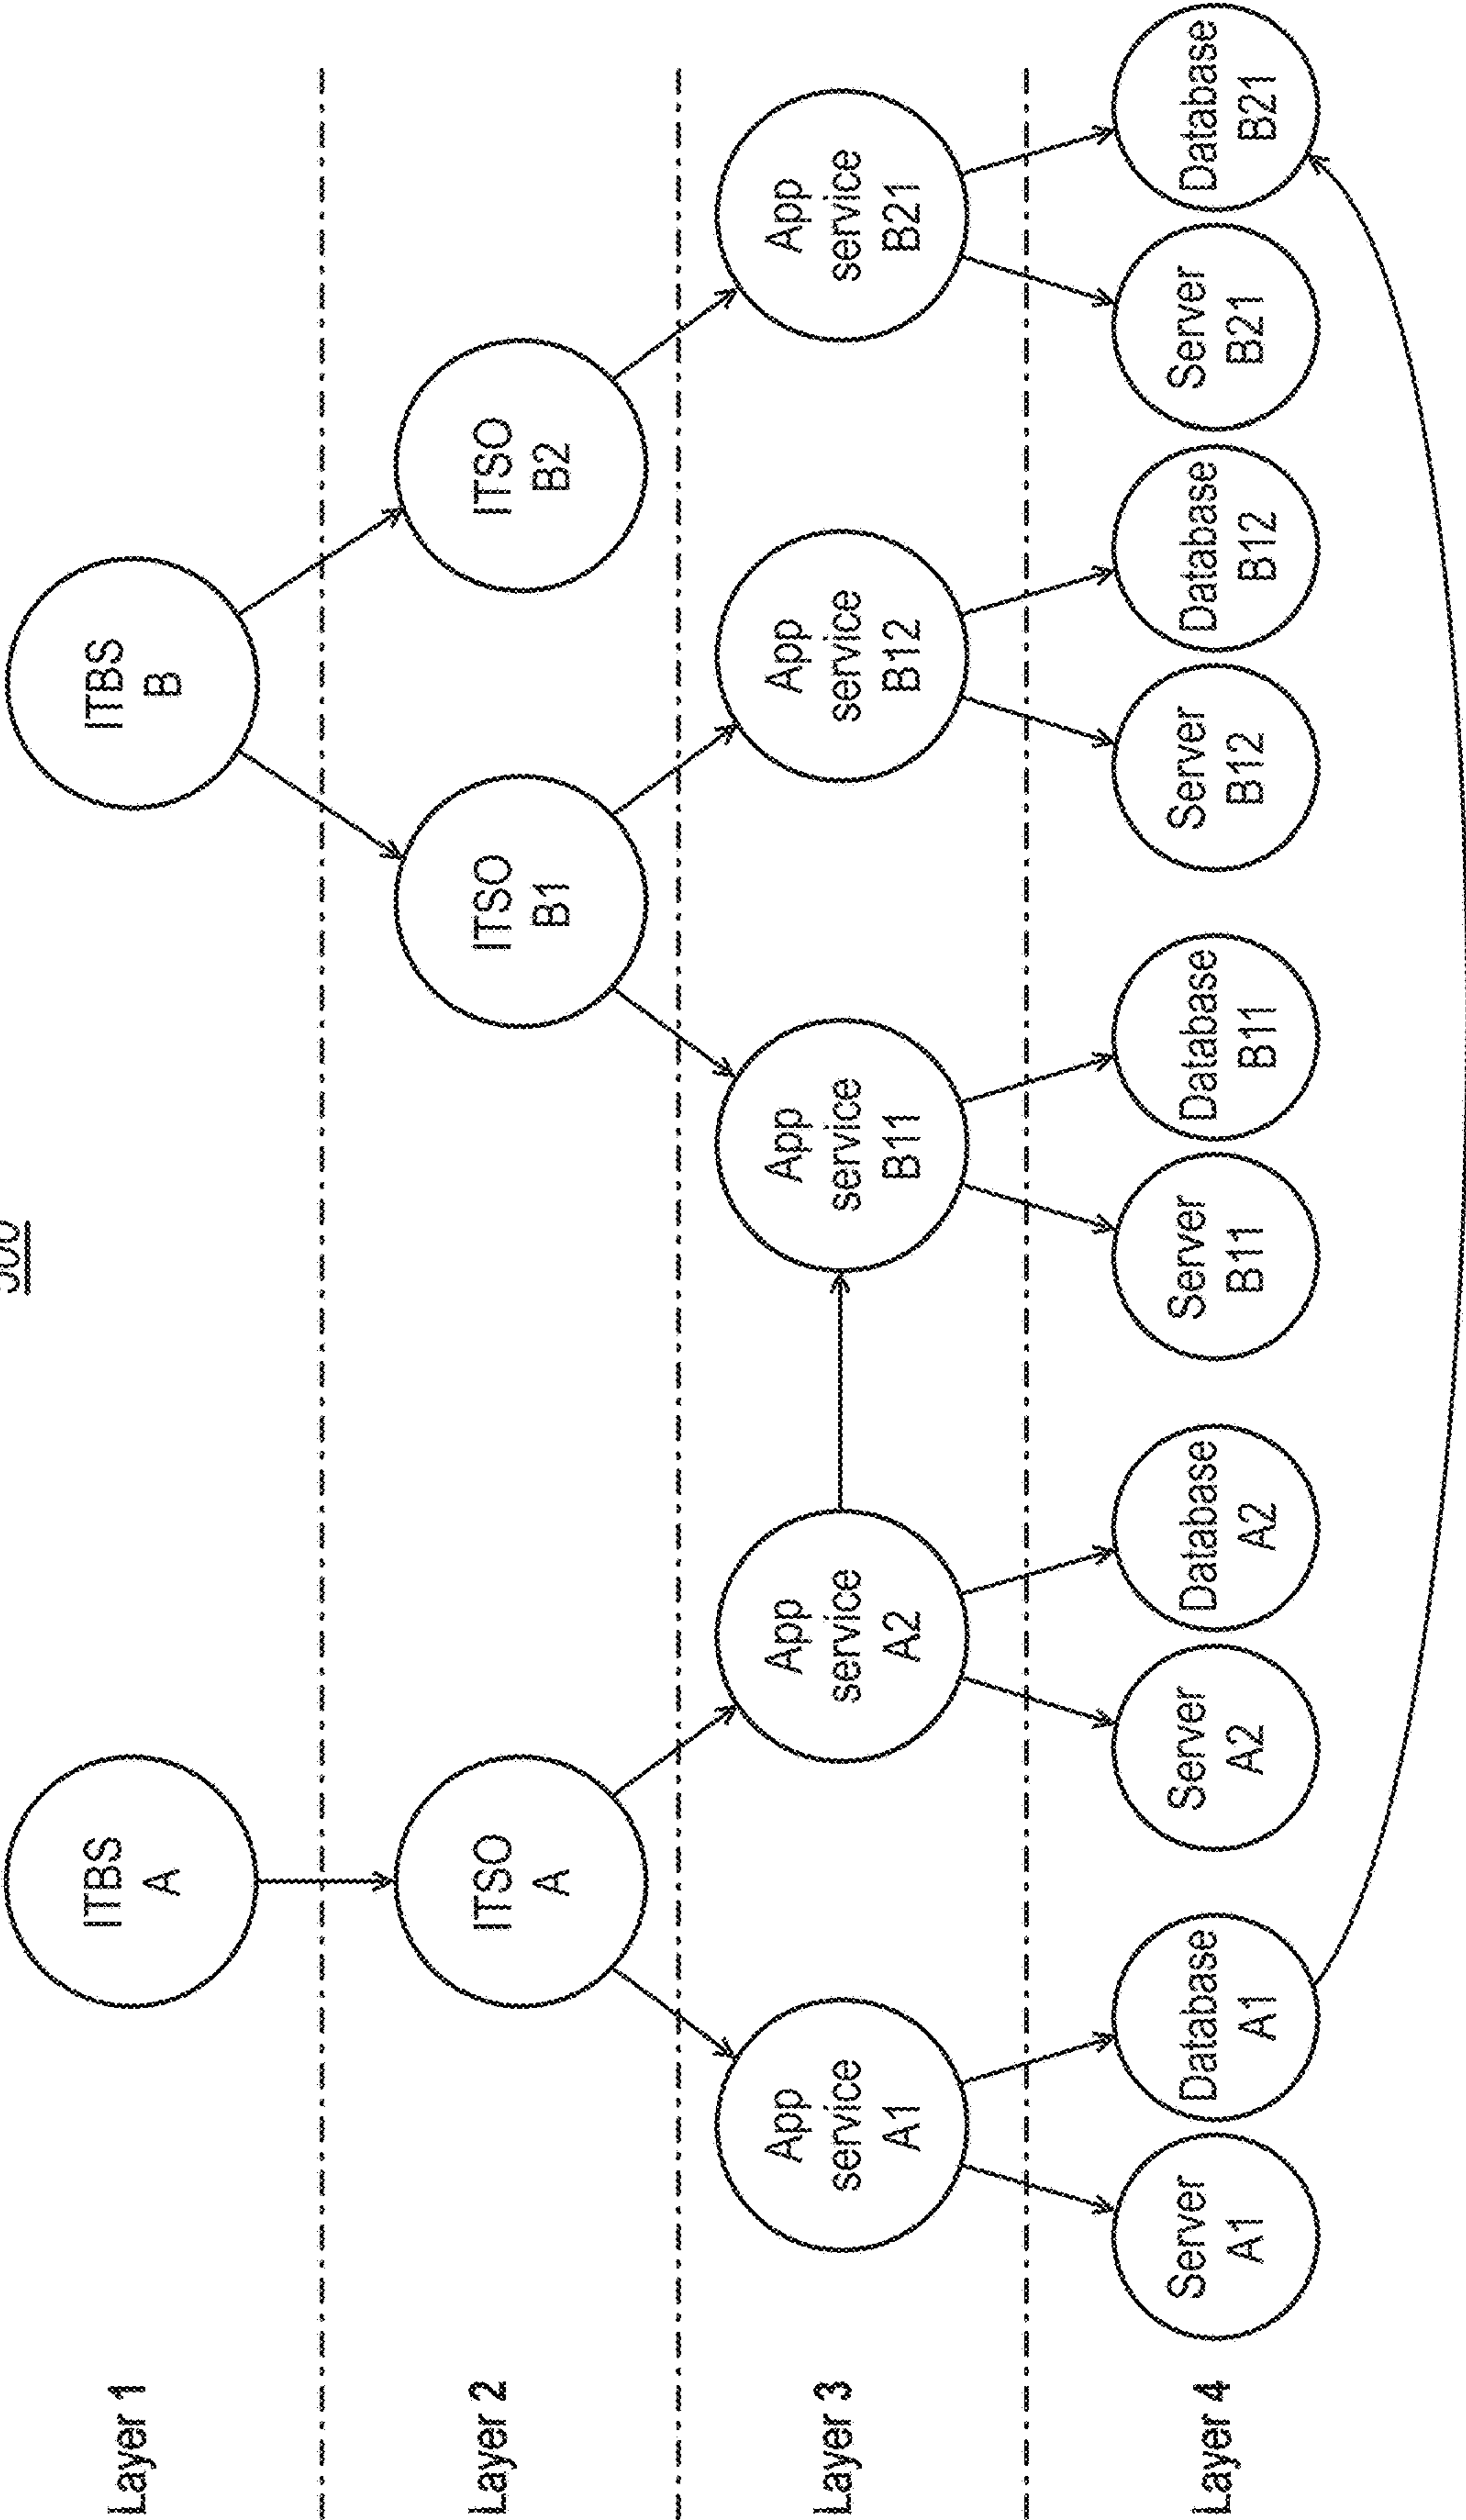 Layer 1
ITBS
A
ITBS
B
Layer 2
ITSO
A
ITSO
B1
ITSO
B2
Layer 3
App
service
A1
App
service
A2
App
service
B11
App
service
B12
App
service
B21
Layer 4
Server
A1
Database
A1
Server
A2
Database
A2
Server
B11
Database
B11
Server
B12
Database
B12
Server
B21
Database
B21